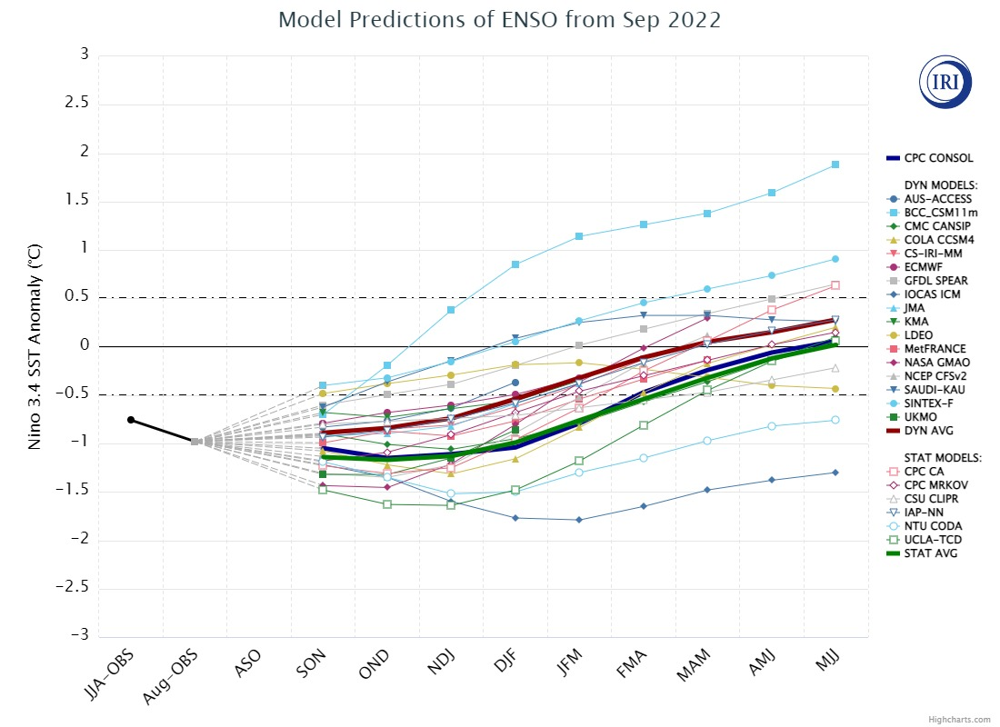 Model Predictions of ENSO from Sep 2022
IRI
Nino 3.4 SST Anomaly (°C)
3
2.5
2
1.5
1
0.5
0
−0.5
−1
−1.5
−2
−2.5
−3
JJA-OBS
Aug-OBS
ASO
SON
OND
NDJ
DJF
JFM
FMA
MAM
AMJ
MJJ
CPC CONSOL
DYN MODELS:
AUS-ACCESS
BCC_CSM11m
CMC CANSIP
COLA CCSM4
CS-IRI-MM
ECMWF
GFDL SPEAR
IOCAS ICM
JMA
KMA
LDEO
MetFRANCE
NASA GMAO
NCEP CFSv2
SAUDI-KAU
SINTEX-F
UKMO
DYN AVG
STAT MODELS:
CPC CA
CPC MRKOV
CSU CLIPR
IAP-NN
NTU CODA
UCLA-TCD
STAT AVG
Highcharts.com